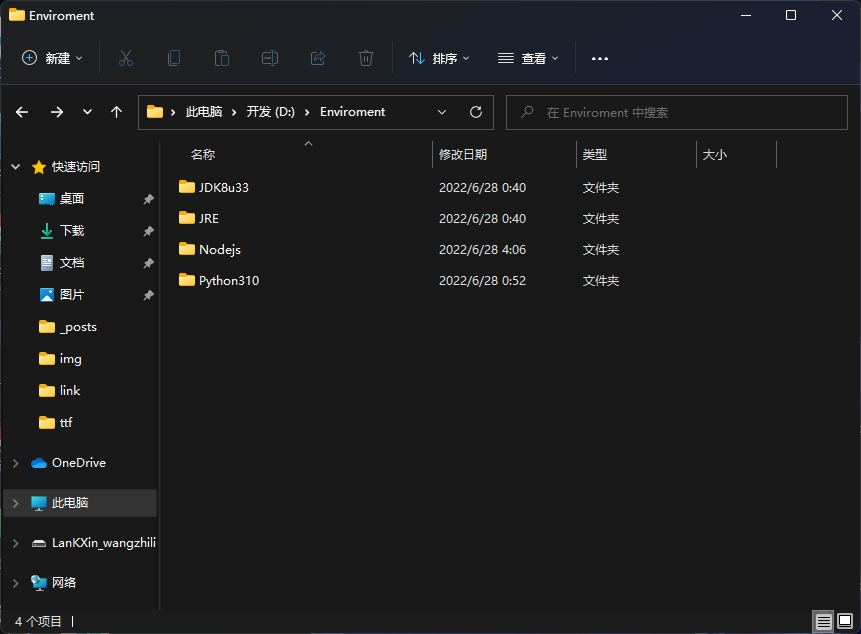 Enviroment
新建
排序
查看
此电脑 开发 (D:) Enviroment
在 Enviroment 中搜索
名称 修改日期 类型 大小
JDK8u33 2022/6/28 0:40 文件夹
JRE 2022/6/28 0:40 文件夹
Nodejs 2022/6/28 4:06 文件夹
Python310 2022/6/28 0:52 文件夹
快速访问
桌面
下载
文档
图片
_posts
img
link
ttf
OneDrive
此电脑
LanKXin_wangzhili
网络
4 个项目